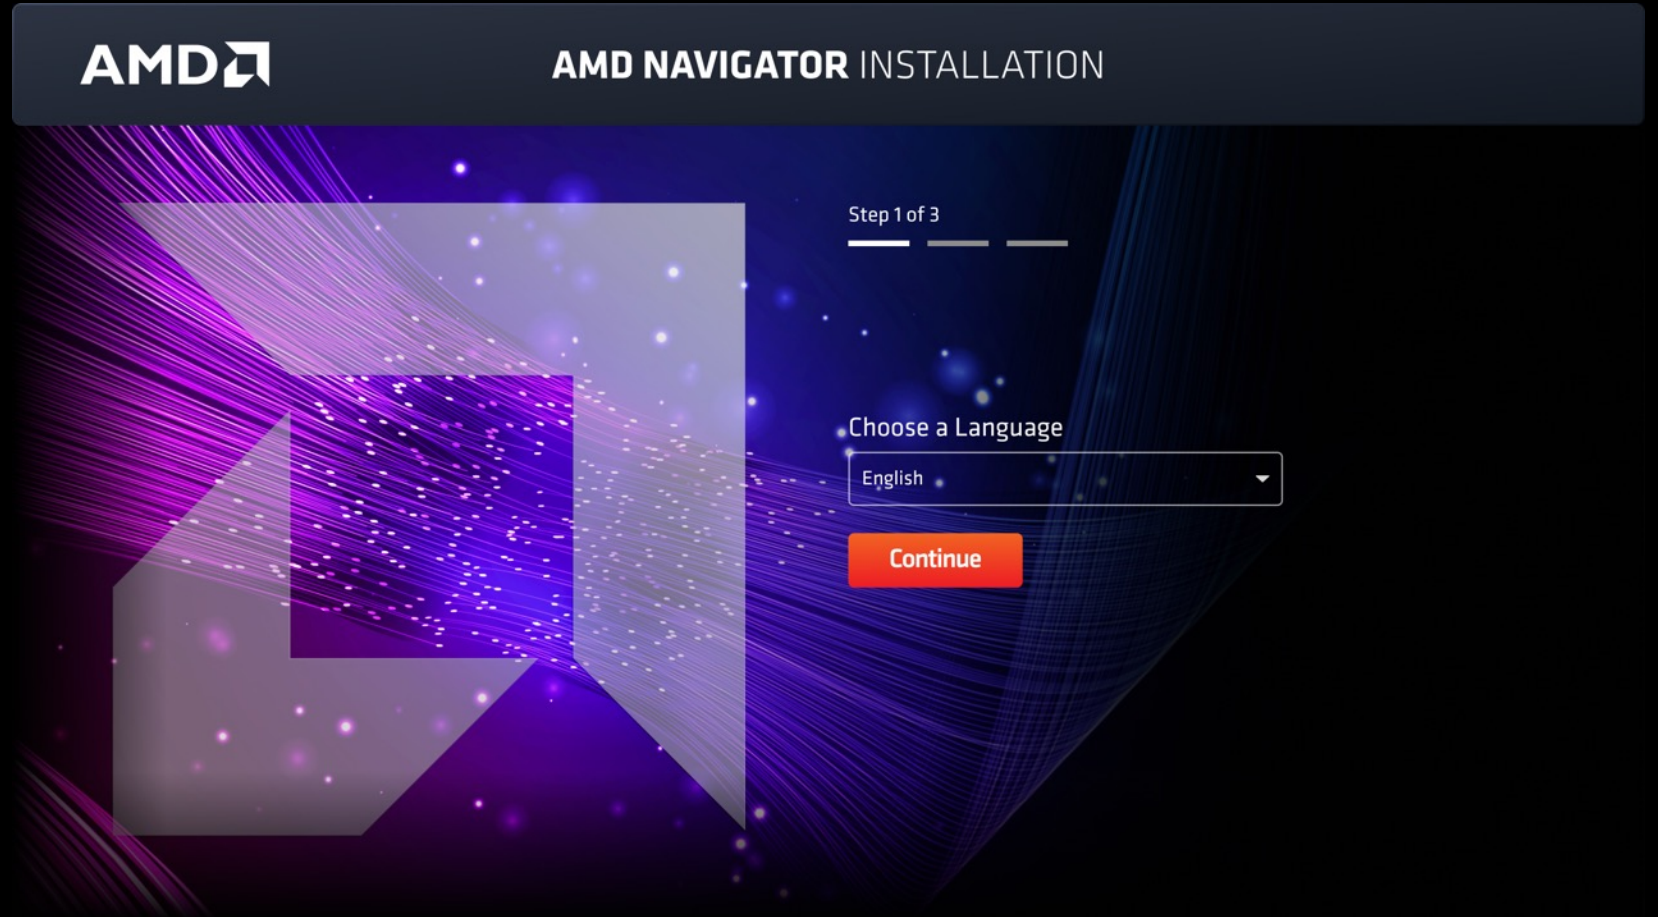 AMD
AMD NAVIGATOR INSTALLATION
Step 1 of 3
Choose a Language
English
Continue